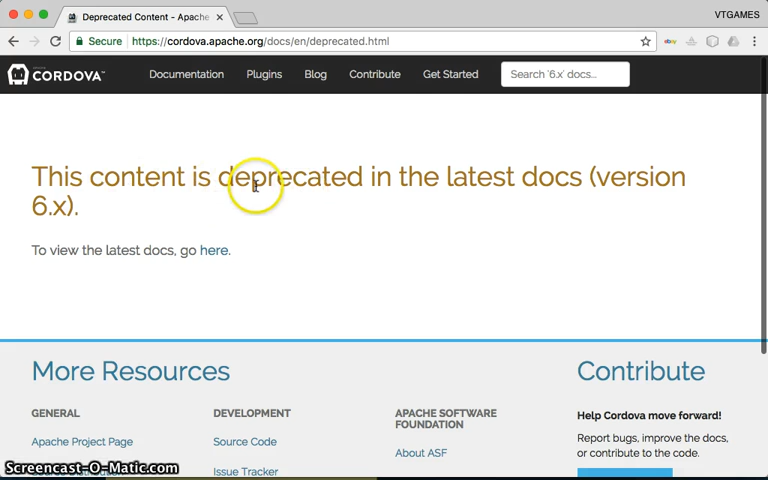 Deprecated Content - Apache
VTGAMES
Secure https://cordova.apache.org/docs/en/deprecated.html
CORDOVA™ Documentation Plugins Blog Contribute Get Started Search '6.x' docs...
This content is deprecated in the latest docs (version
6.x).
To view the latest docs, go here.
More Resources Contribute
GENERAL DEVELOPMENT APACHE SOFTWARE
FOUNDATION
Help Cordova move forward!
Apache Project Page Source Code About ASF
Report bugs, improve the docs,
or contribute to the code.
Issue Tracker
Screencast-O-Matic.com